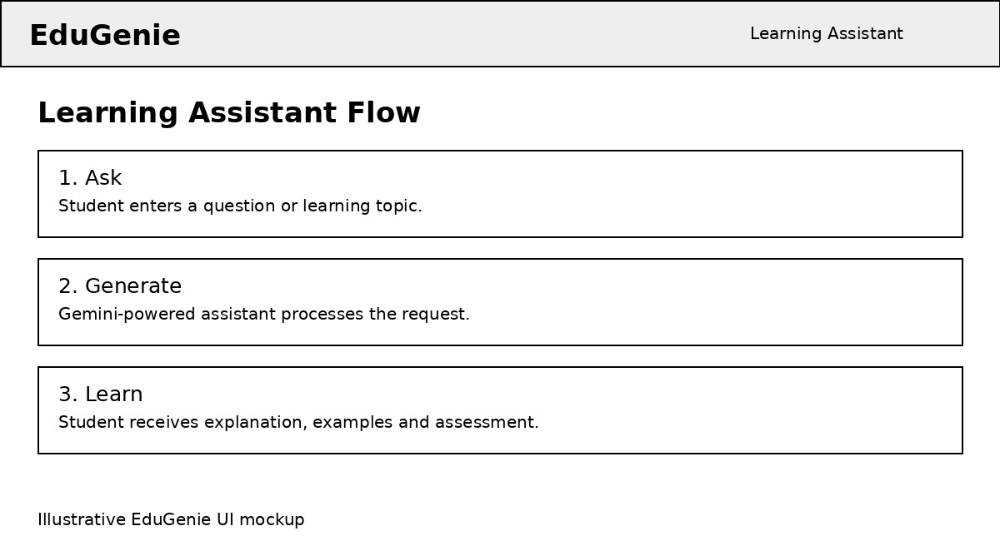 EduGenie
Learning Assistant
Learning Assistant Flow
1. Ask
Student enters a question or learning topic.
2. Generate
Gemini-powered assistant processes the request.
3. Learn
Student receives explanation, examples and assessment.
Illustrative EduGenie UI mockup